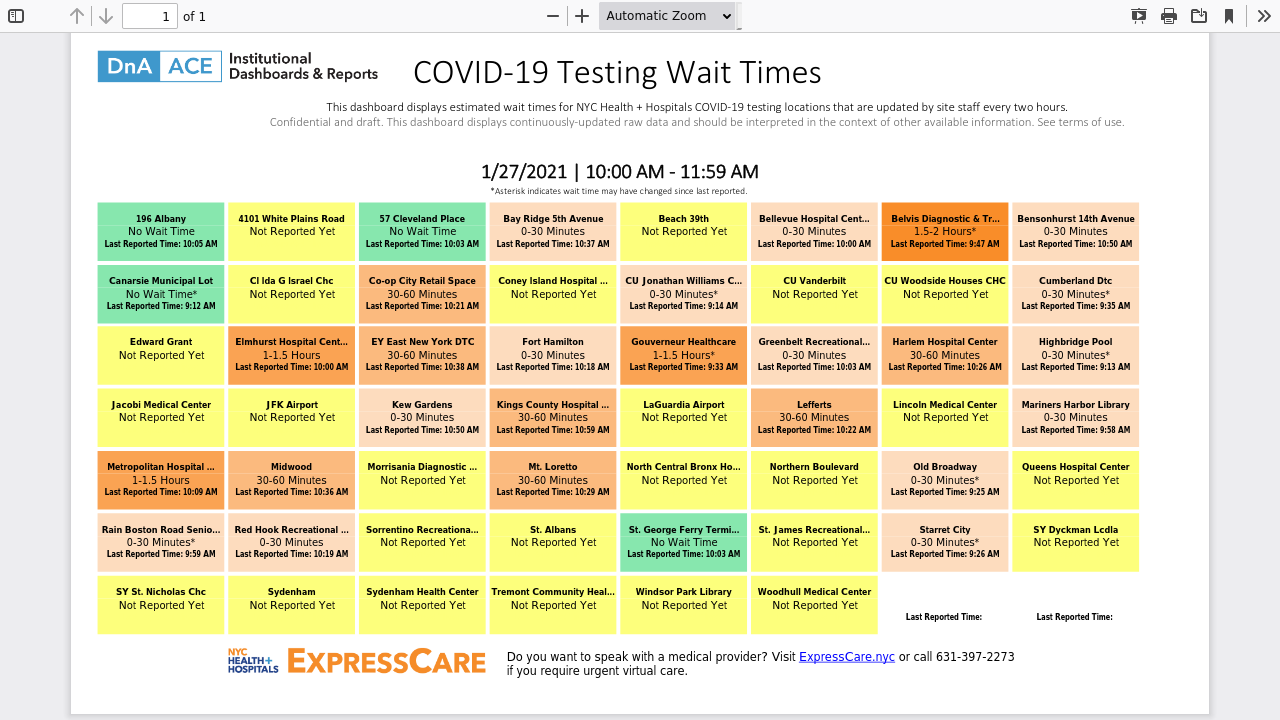 1 of 1
Automatic Zoom
DnA ACE Institutional
Dashboards & Reports
COVID-19 Testing Wait Times
This dashboard displays estimated wait times for NYC Health + Hospitals COVID-19 testing locations that are updated by site staff every two hours.
Confidential and draft. This dashboard displays continuously-updated raw data and should be interpreted in the context of other available information. See terms of use.
1/27/2021 | 10:00 AM - 11:59 AM
*Asterisk indicates wait time may have changed since last reported.
196 Albany
No Wait Time
Last Reported Time: 10:05 AM
4101 White Plains Road
Not Reported Yet
57 Cleveland Place
No Wait Time
Last Reported Time: 10:03 AM
Bay Ridge 5th Avenue
0-30 Minutes
Last Reported Time: 10:37 AM
Beach 39th
Not Reported Yet
Bellevue Hospital Cent...
0-30 Minutes
Last Reported Time: 10:00 AM
Belvis Diagnostic & Tr...
1.5-2 Hours*
Last Reported Time: 9:47 AM
Bensonhurst 14th Avenue
0-30 Minutes
Last Reported Time: 10:50 AM
Canarsie Municipal Lot
No Wait Time*
Last Reported Time: 9:12 AM
CI Ida G Israel Chc
Not Reported Yet
Co-op City Retail Space
30-60 Minutes
Last Reported Time: 10:21 AM
Coney Island Hospital ...
Not Reported Yet
CU Jonathan Williams C...
0-30 Minutes*
Last Reported Time: 9:14 AM
CU Vanderbilt
Not Reported Yet
CU Woodside Houses CHC
Not Reported Yet
Cumberland Dtc
0-30 Minutes*
Last Reported Time: 9:35 AM
Edward Grant
Not Reported Yet
Elmhurst Hospital Cent...
1-1.5 Hours
Last Reported Time: 10:00 AM
EY East New York DTC
30-60 Minutes
Last Reported Time: 10:38 AM
Fort Hamilton
0-30 Minutes
Last Reported Time: 10:18 AM
Gouverneur Healthcare
1-1.5 Hours*
Last Reported Time: 9:33 AM
Greenbelt Recreational...
0-30 Minutes
Last Reported Time: 10:03 AM
Harlem Hospital Center
30-60 Minutes
Last Reported Time: 10:26 AM
Highbridge Pool
0-30 Minutes*
Last Reported Time: 9:13 AM
Jacobi Medical Center
Not Reported Yet
JFK Airport
Not Reported Yet
Kew Gardens
0-30 Minutes
Last Reported Time: 10:50 AM
Kings County Hospital ...
30-60 Minutes
Last Reported Time: 10:59 AM
LaGuardia Airport
Not Reported Yet
Lefferts
30-60 Minutes
Last Reported Time: 10:22 AM
Lincoln Medical Center
Not Reported Yet
Mariners Harbor Library
0-30 Minutes
Last Reported Time: 9:58 AM
Metropolitan Hospital ...
1-1.5 Hours
Last Reported Time: 10:09 AM
Midwood
30-60 Minutes
Last Reported Time: 10:36 AM
Morrisania Diagnostic ...
Not Reported Yet
Mt. Loretto
30-60 Minutes
Last Reported Time: 10:29 AM
North Central Bronx Ho...
Not Reported Yet
Northern Boulevard
Not Reported Yet
Old Broadway
0-30 Minutes*
Last Reported Time: 9:25 AM
Queens Hospital Center
Not Reported Yet
Rain Boston Road Senio...
0-30 Minutes*
Last Reported Time: 9:59 AM
Red Hook Recreational ...
0-30 Minutes
Last Reported Time: 10:19 AM
Sorrentino Recreationa...
Not Reported Yet
St. Albans
Not Reported Yet
St. George Ferry Termi...
No Wait Time
Last Reported Time: 10:03 AM
St. James Recreational...
Not Reported Yet
Starret City
0-30 Minutes*
Last Reported Time: 9:26 AM
SY Dyckman Lcdla
Not Reported Yet
SY St. Nicholas Chc
Not Reported Yet
Sydenham
Not Reported Yet
Sydenham Health Center
Not Reported Yet
Tremont Community Heal...
Not Reported Yet
Windsor Park Library
Not Reported Yet
Woodhull Medical Center
Not Reported Yet
Last Reported Time:
Last Reported Time:
NYC
HEALTH+
HOSPITALS
EXPRESSCARE
Do you want to speak with a medical provider? Visit ExpressCare.nyc or call 631-397-2273
if you require urgent virtual care.